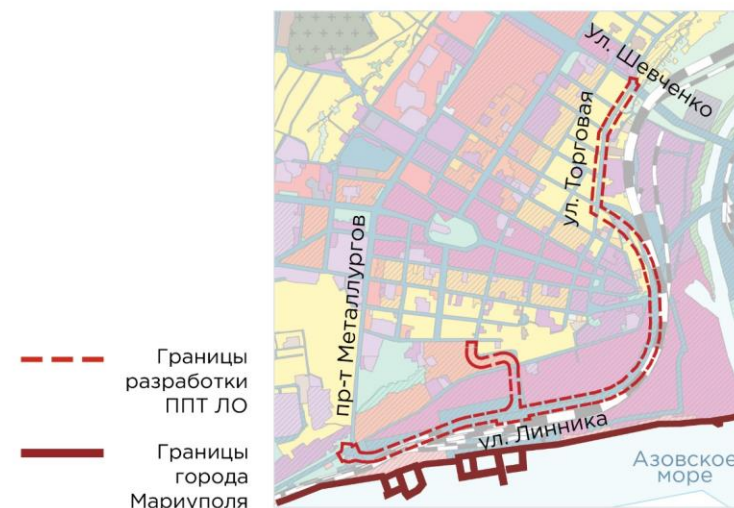 ул. Шевченко
ул. Торговая
пр-т Металлургов
Границы
разработки
ППТ ЛО
ул. Линника
Границы
города
Мариуполя
Азовское
море